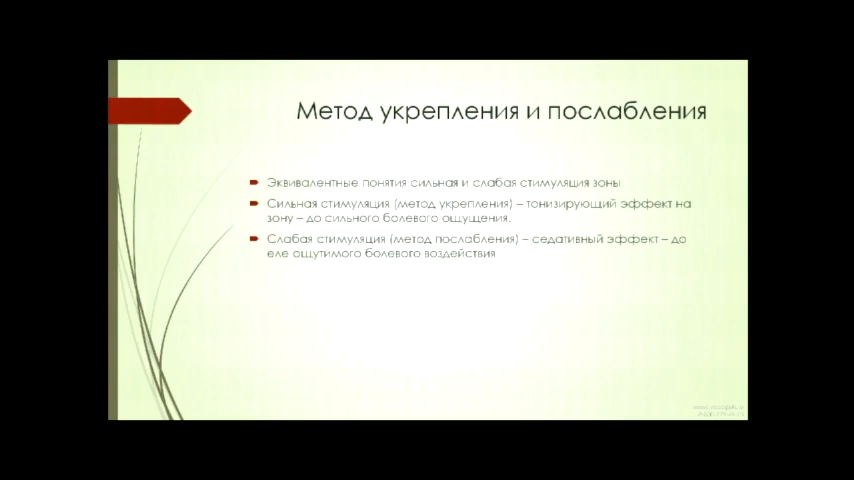 Метод укрепления и послабления
Эквивалентные понятия сильная и слабая стимуляция зоны
Сильная стимуляция (метод укрепления) – тонизирующий эффект на
зону – до сильного болевого ощущения.
Слабая стимуляция (метод послабления) – седативный эффект – до
еле ощутимого болевого воздействия